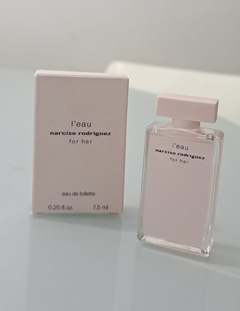 l'eau
narciso rodriguez
for her
eau de toilette
0.25 fl.oz. 7,5 ml
l'eau
narciso rodriguez
for her